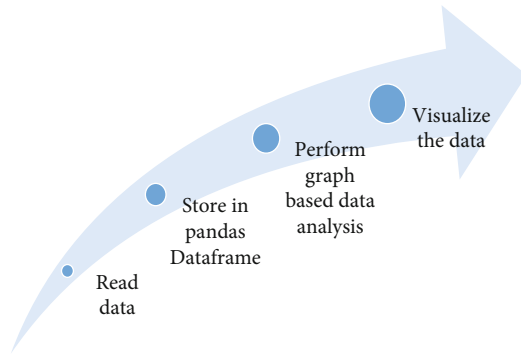 Read
data
Store in
pandas
Dataframe
Perform
graph
based data
analysis
Visualize
the data